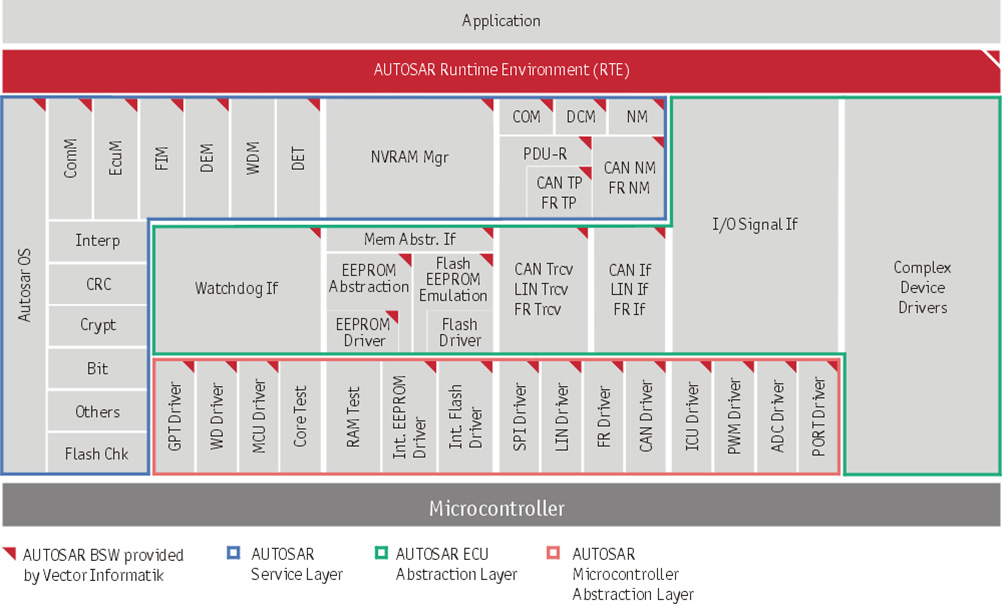 Application
AUTOSAR Runtime Environment (RTE)
Autosar OS
ComM
EcuM
FIM
DEM
WDM
DET
NVRAM Mgr
COM
DCM
NM
PDU-R
CAN TP
FR TP
CAN NM
FR NM
I/O Signal If
Complex
Device
Drivers
Interp
CRC
Crypt
Bit
Others
Flash Chk
Watchdog If
Mem Abstr. If
EEPROM
Abstraction
Flash
EEPROM
Emulation
EEPROM
Driver
Flash
Driver
CAN Trcv
LIN Trcv
FR Trcv
CAN If
LIN If
FR If
GPT Driver
WD Driver
MCU Driver
CoreTest
RAM Test
Int. EEPROM
Driver
Int. Flash
Driver
SPI Driver
LIN Driver
FR Driver
CAN Driver
ICU Driver
PWM Driver
ADC Driver
PORT Driver
Microcontroller
AUTOSAR BSW provided
by Vector Informatik
AUTOSAR
Service Layer
AUTOSAR ECU
Abstraction Layer
AUTOSAR
Microcontroller
Abstraction Layer